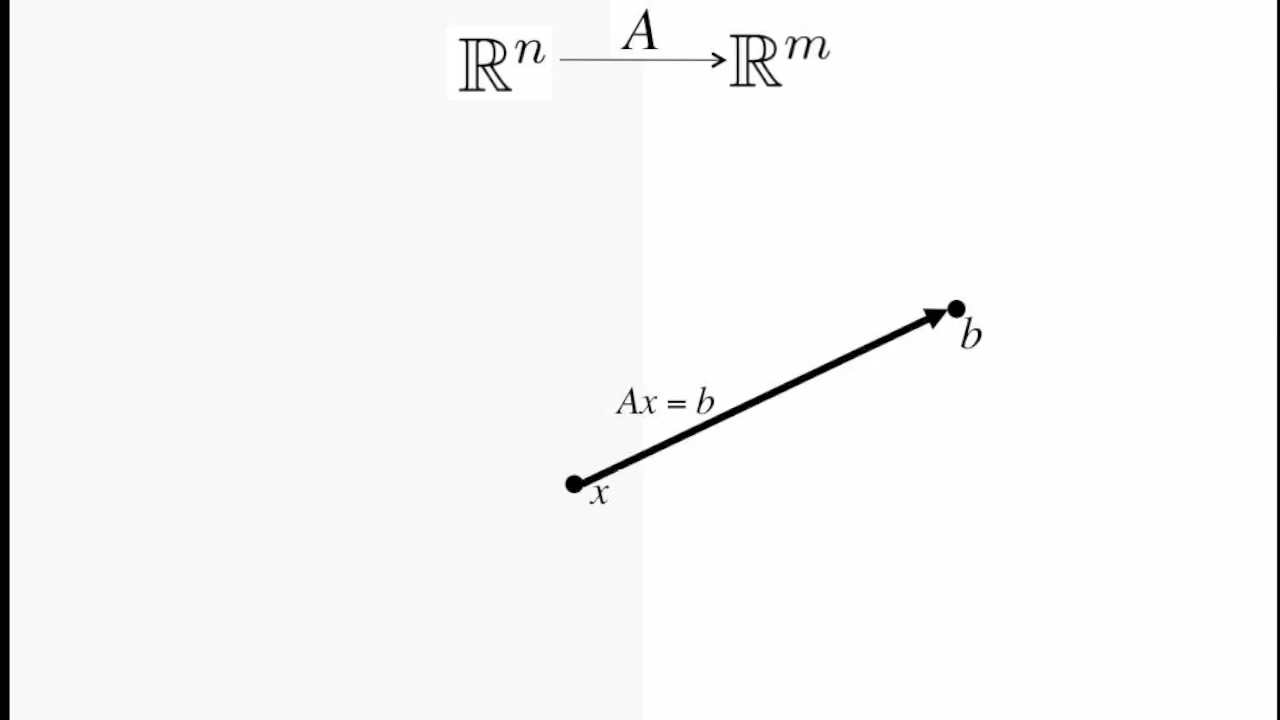 ℝⁿ A ℝᵐ
b
Ax = b
x